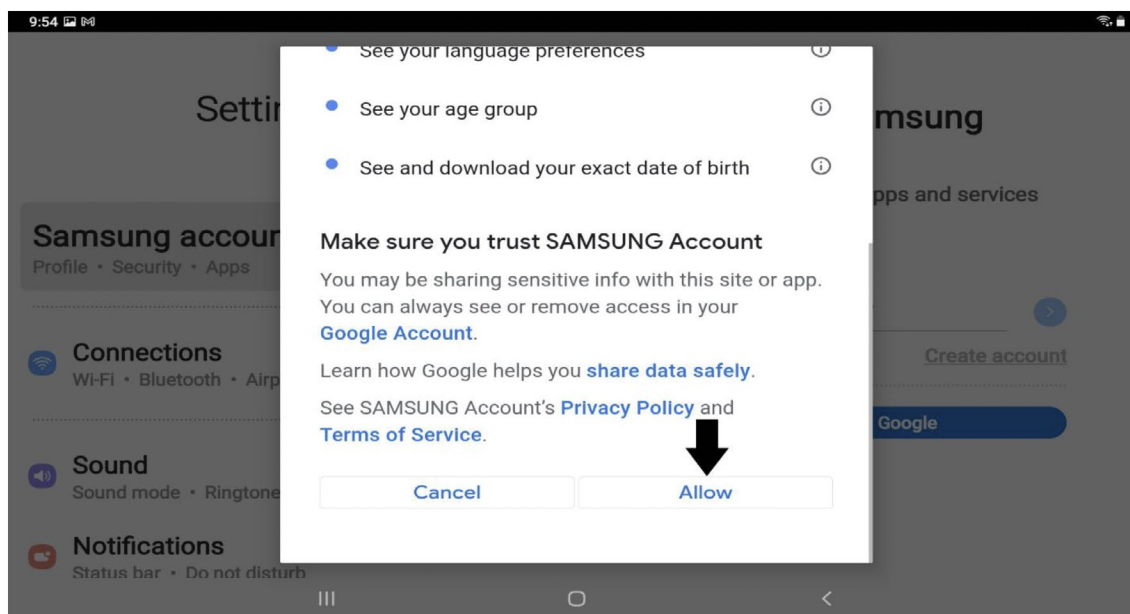 9:54
See your language preferences
Settin
See your age group
msung
See and download your exact date of birth
pps and services
Samsung accour
Profile • Security • Apps
Make sure you trust SAMSUNG Account
You may be sharing sensitive info with this site or app.
You can always see or remove access in your
Google Account.
Connections
Wi-Fi • Bluetooth • Airp
Create account
Learn how Google helps you share data safely.
See SAMSUNG Account's Privacy Policy and
Terms of Service.
Google
Sound
Sound mode • Ringtone
Cancel
Allow
Notifications
Status bar • Do not disturb